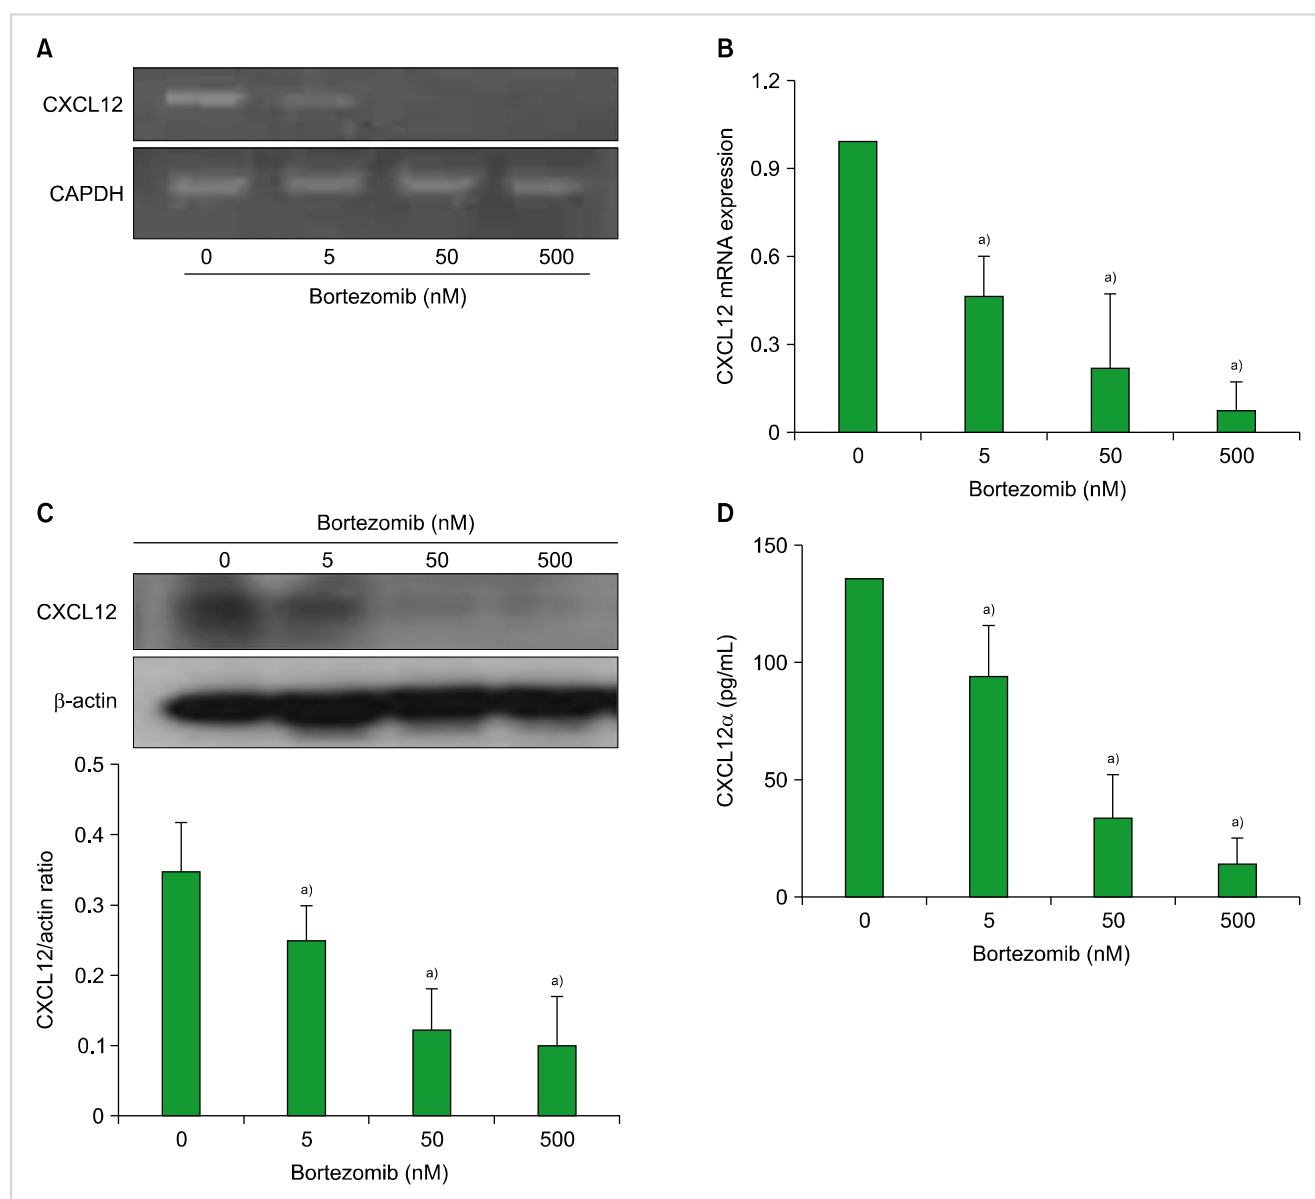 A
CXCL12
CAPDH
0 5 50 500
Bortezomib (nM)
B
1.2
0.9
0.6
0.3
0
CXCL12 mRNA expression
a)
a)
a)
0 5 50 500
Bortezomib (nM)
C
Bortezomib (nM)
0 5 50 500
CXCL12
β-actin
0.5
0.4
0.3
0.2
0.1
0
CXCL12/actin ratio
a)
a)
a)
0 5 50 500
Bortezomib (nM)
D
150
100
50
0
CXCL12α (pg/mL)
a)
a)
a)
0 5 50 500
Bortezomib (nM)